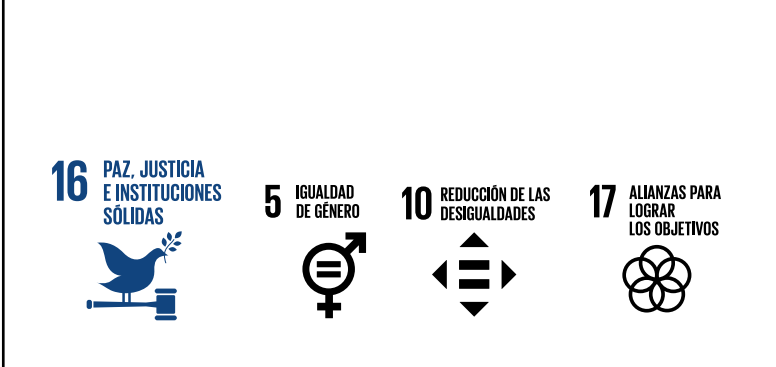 16 PAZ, JUSTICIA
E INSTITUCIONES
SÓLIDAS
5 IGUALDAD
DE GÉNERO
10 REDUCCIÓN DE LAS
DESIGUALDADES
17 ALIANZAS PARA
LOGRAR
LOS OBJETIVOS